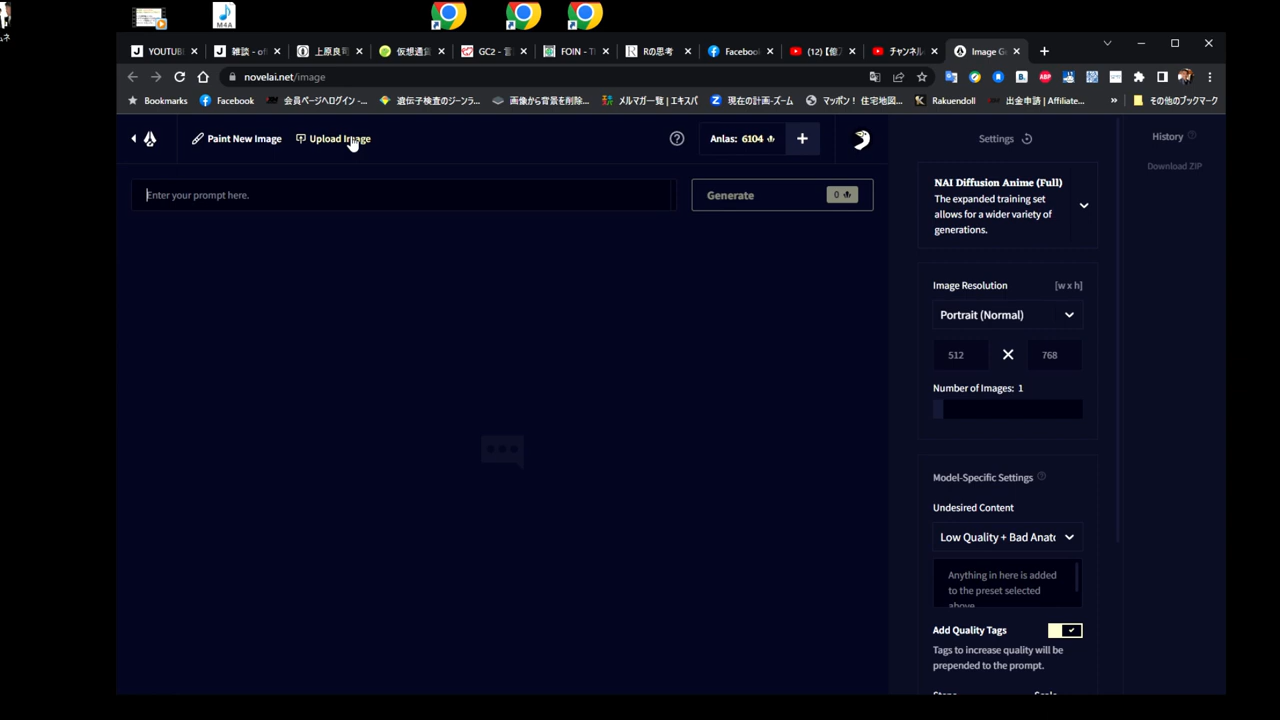 M4A
YOUTUB
雑談 - of
上原良司
仮想通貨
GC2 - 言
FOIN - T
Rの思考
Facebook
(12)【億
チャンネル
Image G
novelai.net/image
Bookmarks
Facebook
会員ページへログイン -...
遺伝子検査のジーンラ...
画像から背景を削除...
メルマガ一覧 | エキスパ
現在の計画-ズーム
マッポン！ 住宅地図...
Rakuendoll
出金申請 | Affiliate...
»
その他のブックマーク
Paint New Image
Upload Image
Anlas: 6104
Settings
History
Download ZIP
Enter your prompt here.
Generate
0
NAI Diffusion Anime (Full)
The expanded training set
allows for a wider variety of
generations.
Image Resolution
[w x h]
Portrait (Normal)
512
768
Number of Images: 1
Model-Specific Settings
Undesired Content
Low Quality + Bad Anato
Anything in here is added
to the preset selected
above
Add Quality Tags
Tags to increase quality will be
prepended to the prompt.
Steps
Scale